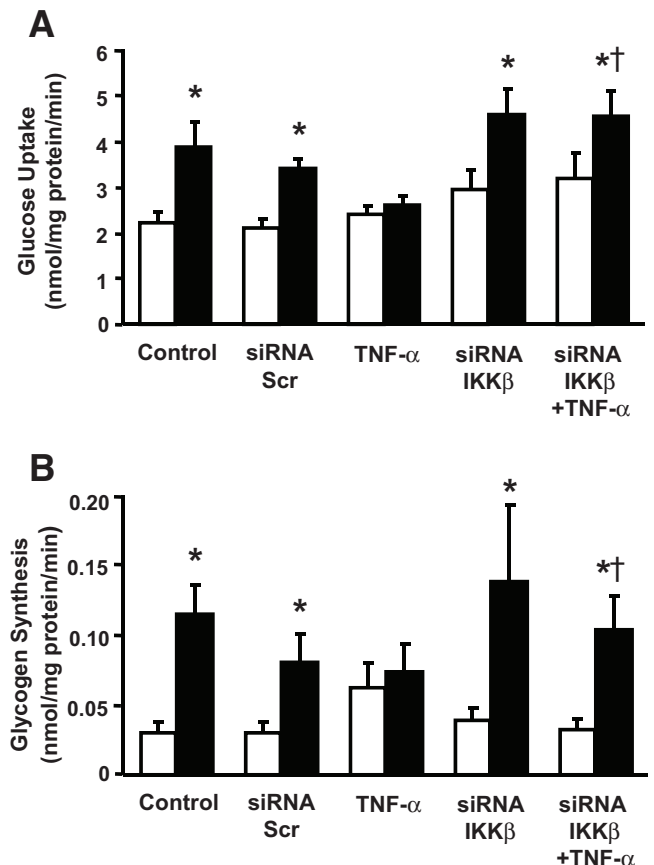 A
Glucose Uptake
(nmol/mg protein/min)
6
5
4
3
2
1
0
*
*
*
*†
Control
siRNA
Scr
TNF-α
siRNA
IKKβ
siRNA
IKKβ
+TNF-α
B
Glycogen Synthesis
(nmol/mg protein/min)
0.20
0.15
0.10
0.05
0
*
*
*
*†
Control
siRNA
Scr
TNF-α
siRNA
IKKβ
siRNA
IKKβ
+TNF-α